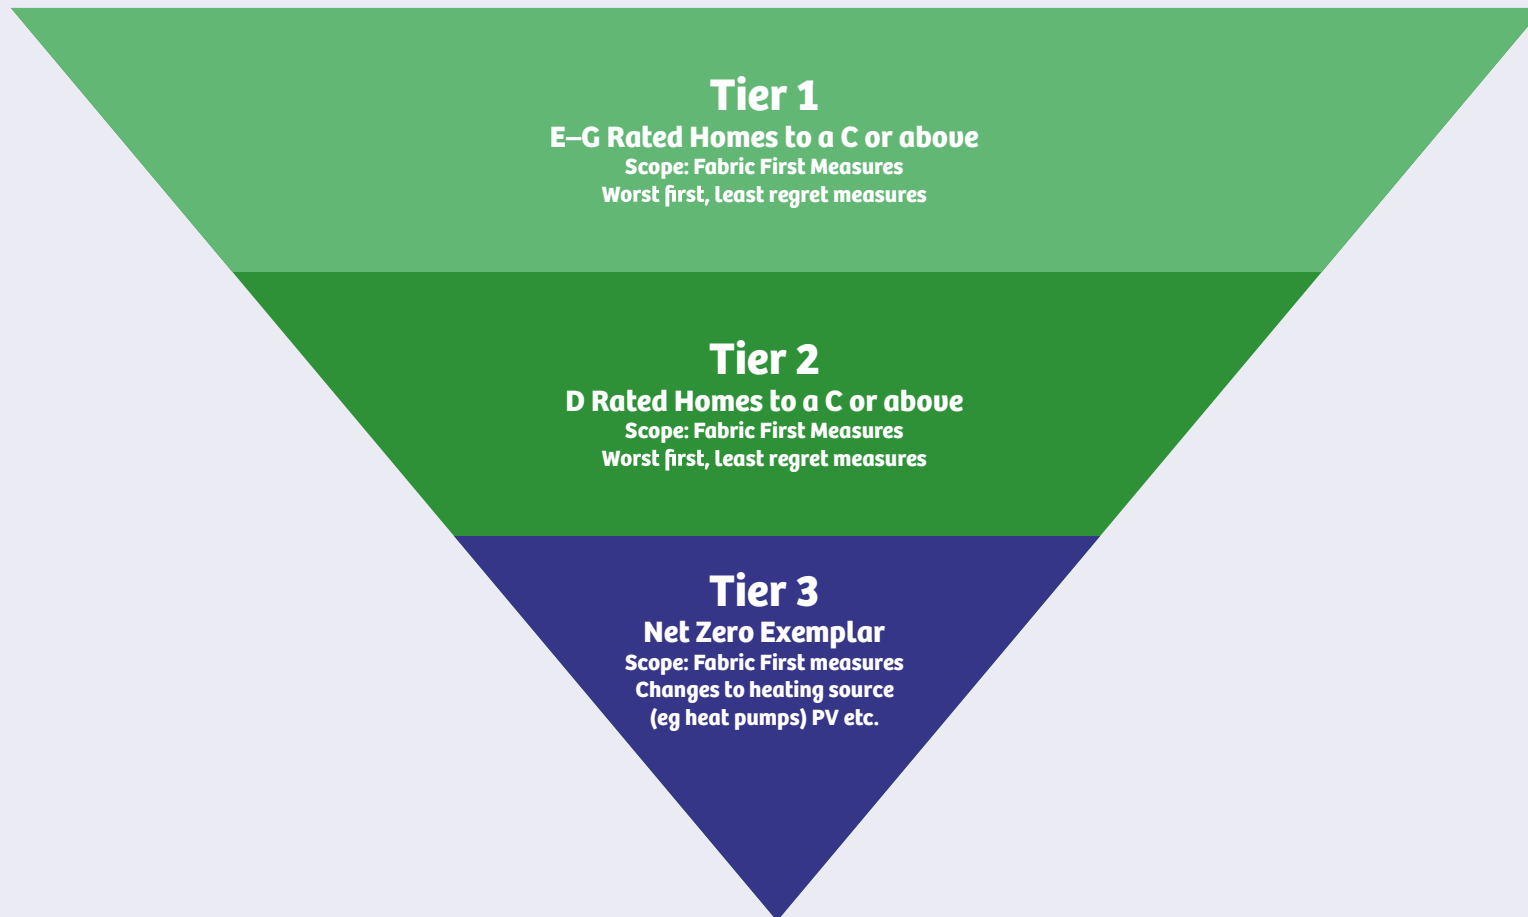 Tier 1
E–G Rated Homes to a C or above
Scope: Fabric First Measures
Worst first, least regret measures
Tier 2
D Rated Homes to a C or above
Scope: Fabric First Measures
Worst first, least regret measures
Tier 3
Net Zero Exemplar
Scope: Fabric First measures
Changes to heating source
(eg heat pumps) PV etc.